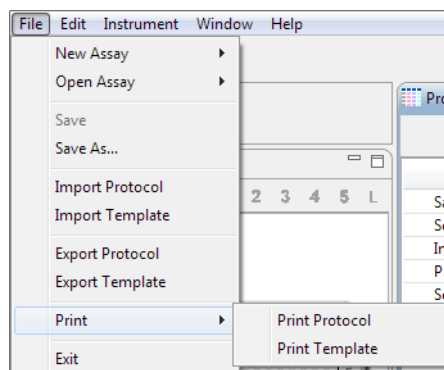 File Edit Instrument Window Help
New Assay
Open Assay
Save
Save As...
Import Protocol
Import Template
2 3 4 5 L
Export Protocol
Export Template
Print
Print Protocol
Print Template
Exit